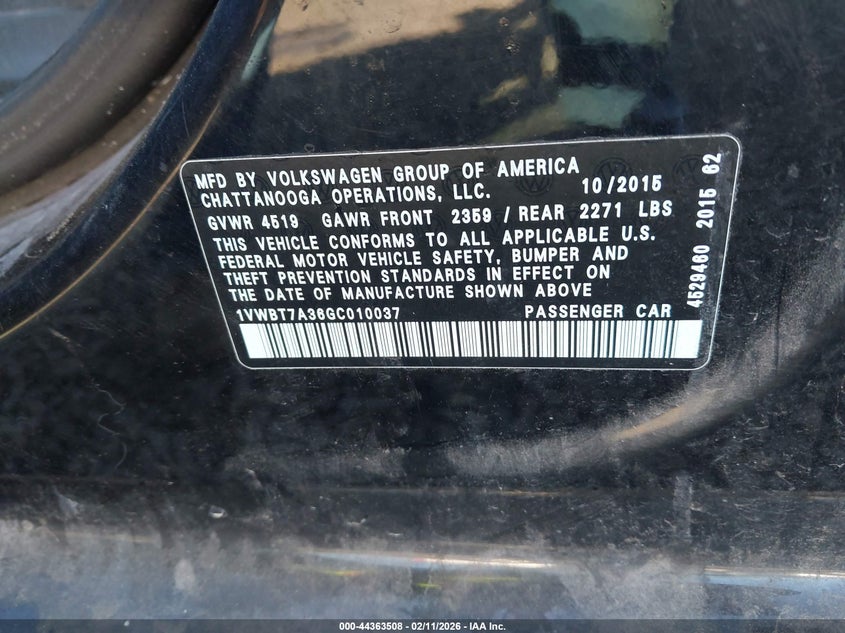 MFD BY VOLKSWAGEN GROUP OF AMERICA
CHATTANOOGA OPERATIONS, LLC. 10/2015
GVWR 4519 GAWR FRONT 2359 / REAR 2271 LBS
THIS VEHICLE CONFORMS TO ALL APPLICABLE U.S.
FEDERAL MOTOR VEHICLE SAFETY, BUMPER AND
THEFT PREVENTION STANDARDS IN EFFECT ON
THE DATE OF MANUFACTURE SHOWN ABOVE
1VWBT7A36GC010037 PASSENGER CAR
4529460 2015 62
000-44363508 - 02/11/2026 - IAA Inc.